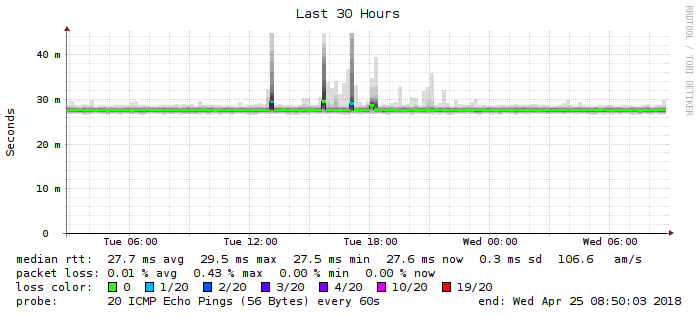 Last 30 Hours
RRDTOOL / TOBI OETIKER
Seconds
40 m
30 m
20 m
10 m
0
Tue 06:00 Tue 12:00 Tue 18:00 Wed 00:00 Wed 06:00
median rtt: 27.7 ms avg 29.5 ms max 27.5 ms min 27.6 ms now 0.3 ms sd 106.6 am/s
packet loss: 0.01 % avg 0.43 % max 0.00 % min 0.00 % now
loss color: 0 1/20 2/20 3/20 4/20 10/20 19/20
probe: 20 ICMP Echo Pings (56 Bytes) every 60s end: Wed Apr 25 08:50:03 2018